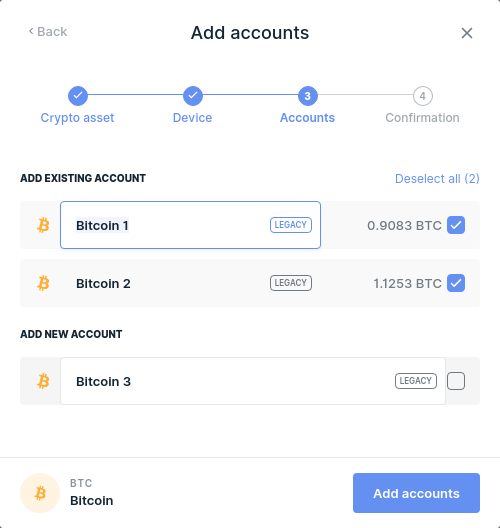 Back
Add accounts
3
4
Crypto asset
Device
Accounts
Confirmation
ADD EXISTING ACCOUNT
Deselect all (2)
Bitcoin 1
LEGACY
0.9083 BTC
Bitcoin 2
LEGACY
1.1253 BTC
ADD NEW ACCOUNT
Bitcoin 3
LEGACY
BTC
Bitcoin
Add accounts